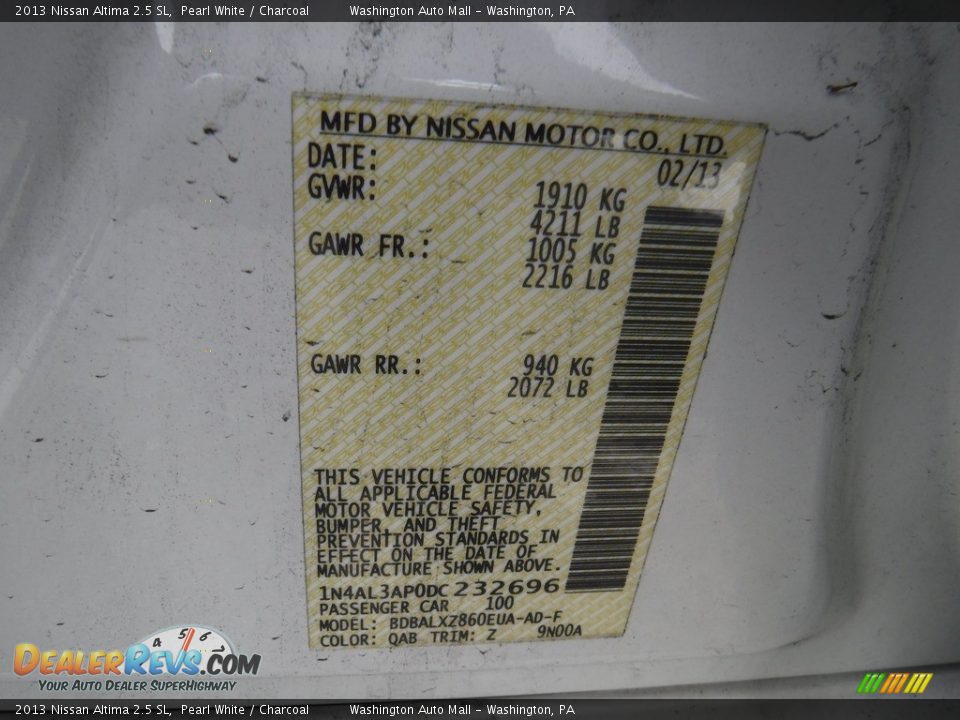 2013 Nissan Altima 2.5 SL, Pearl White / Charcoal Washington Auto Mall - Washington, PA
MFD BY NISSAN MOTOR CO., LTD.
DATE: 02/13
GVWR: 1910 KG
4211 LB
GAWR FR.: 1005 KG
2216 LB
GAWR RR.: 940 KG
2072 LB
THIS VEHICLE CONFORMS TO
ALL APPLICABLE FEDERAL
MOTOR VEHICLE SAFETY,
BUMPER, AND THEFT
PREVENTION STANDARDS IN
EFFECT ON THE DATE OF
MANUFACTURE SHOWN ABOVE.
1N4AL3AP0DC232696
PASSENGER CAR 100
MODEL: BDBALXZ860EUA-AD-F
COLOR: QAB TRIM: Z 9N00A
4 5 6
DEALERREVS.COM
YOUR AUTO DEALER SUPERHIGHWAY
2013 Nissan Altima 2.5 SL, Pearl White / Charcoal Washington Auto Mall - Washington, PA